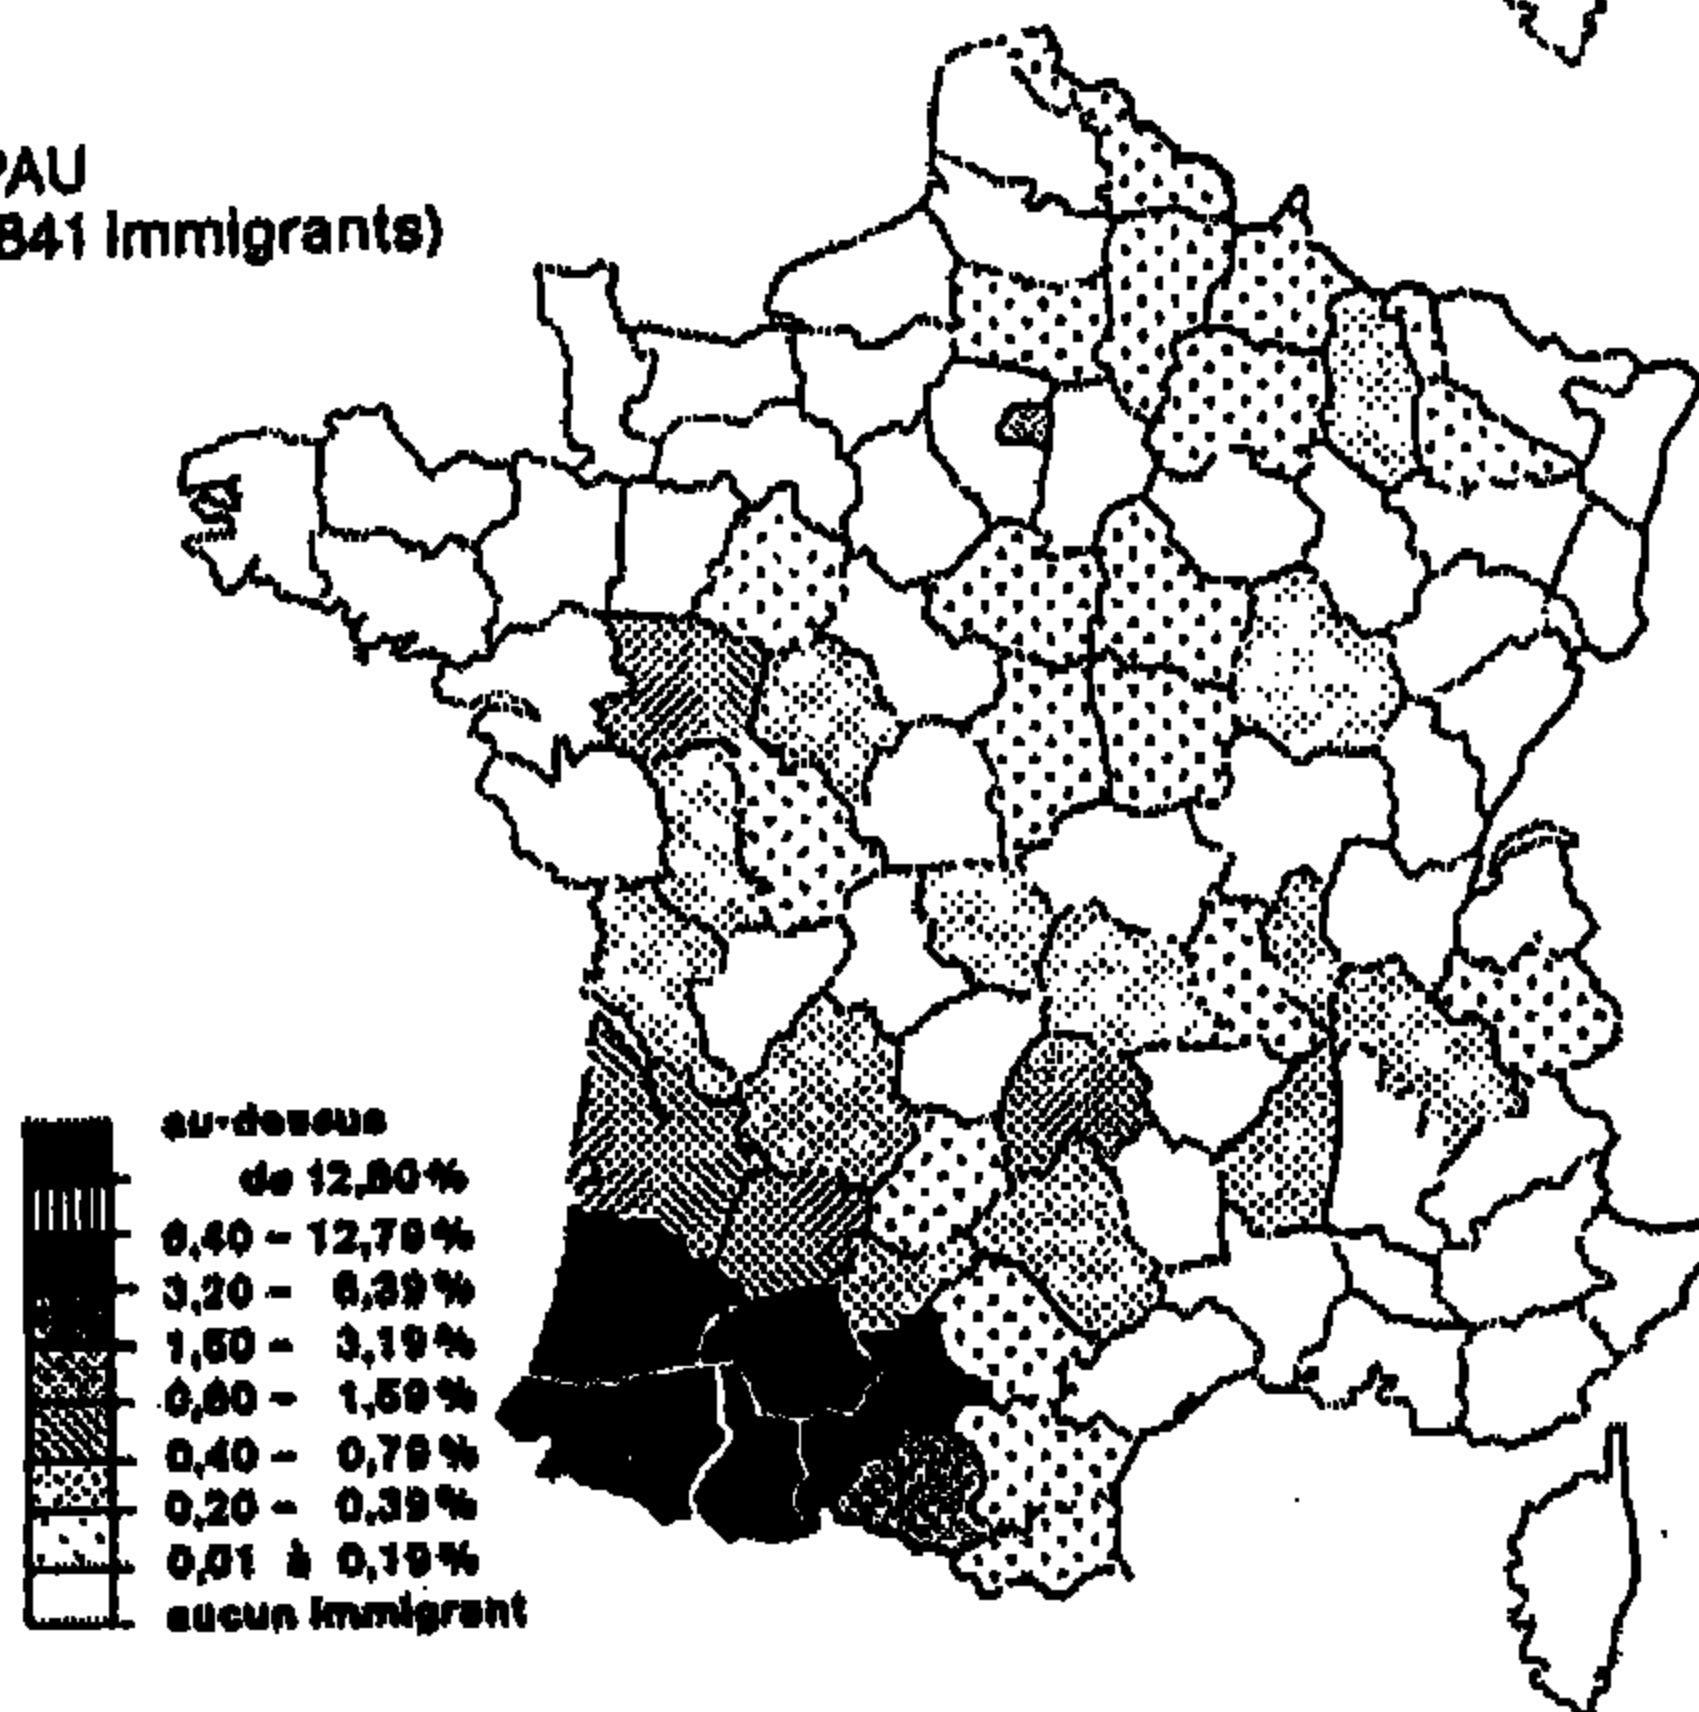 PAU
841 Immigrants)
au-dessus
de 12,80%
6,40 - 12,79%
3,20 - 6,39%
1,60 - 3,19%
0,80 - 1,59%
0,40 - 0,79%
0,20 - 0,39%
0,01 à 0,19%
aucun immigrant